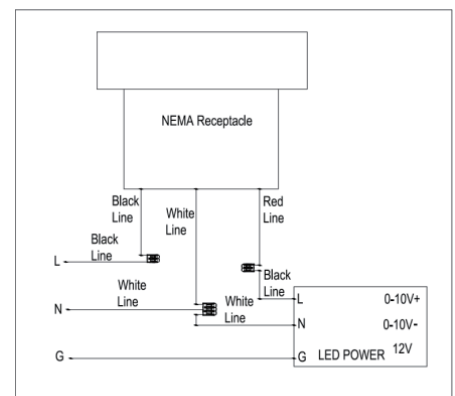 NEMA Receptacle
Black
Line
White
Line
Red
Line
Black
Line
L
White
Line
N
Black
Line
White
Line
L
0-10V+
N
0-10V-
G
G
LED POWER
12V